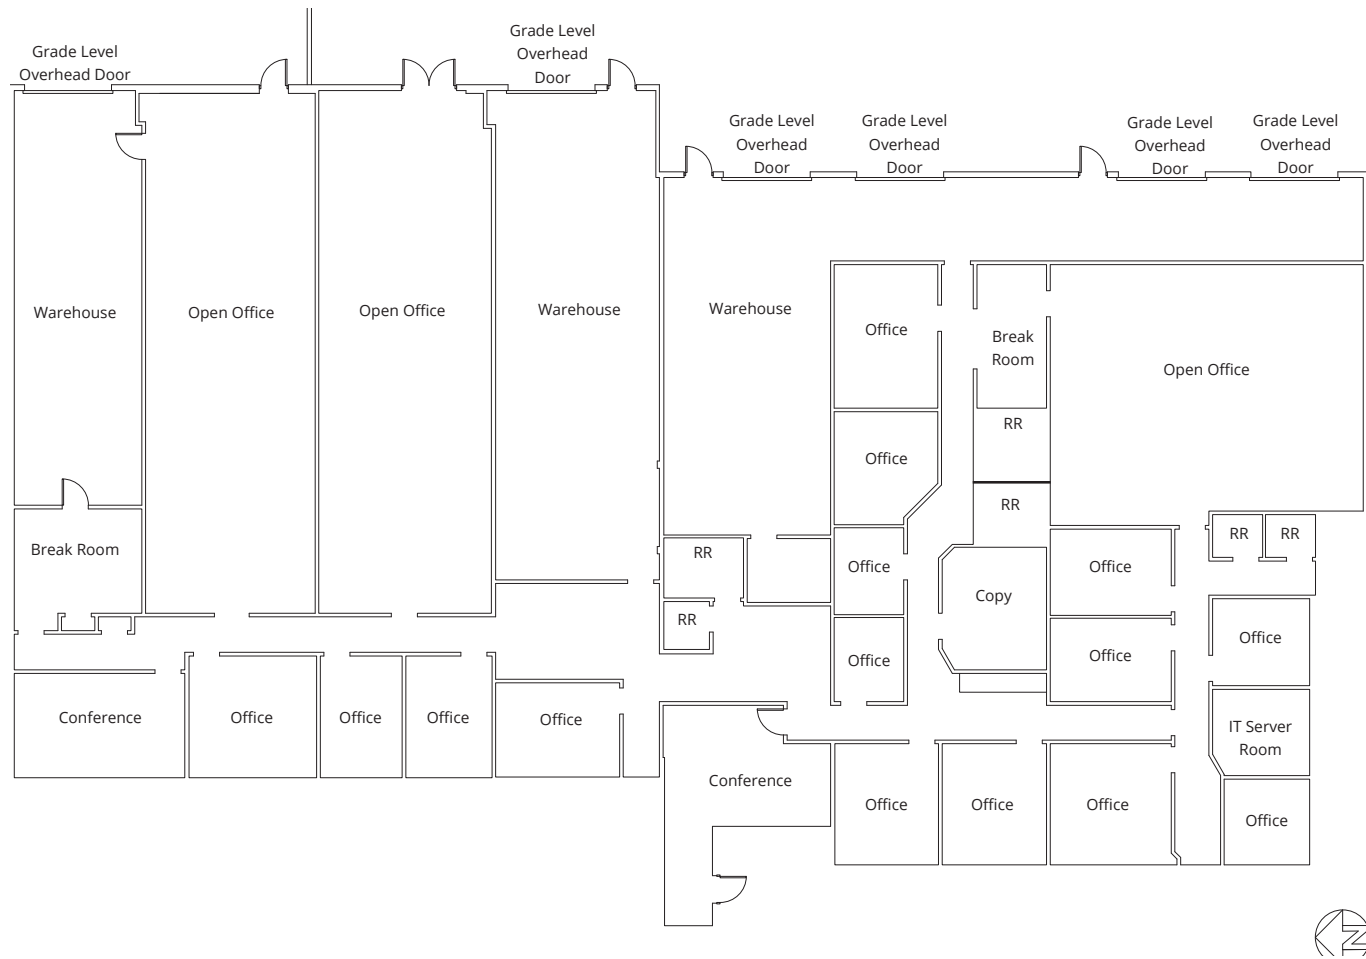 Grade Level
Overhead Door
Grade Level
Overhead
Door
Grade Level
Overhead
Door
Grade Level
Overhead
Door
Grade Level
Overhead
Door
Grade Level
Overhead
Door
Warehouse
Open Office
Open Office
Warehouse
Warehouse
Office
Break
Room
Open Office
RR
Office
RR
Break Room
RR
Office
Copy
Office
RR
RR
RR
Office
Office
Office
Conference
Office
Office
Office
Office
IT Server
Room
Conference
Office
Office
Office
Office
N